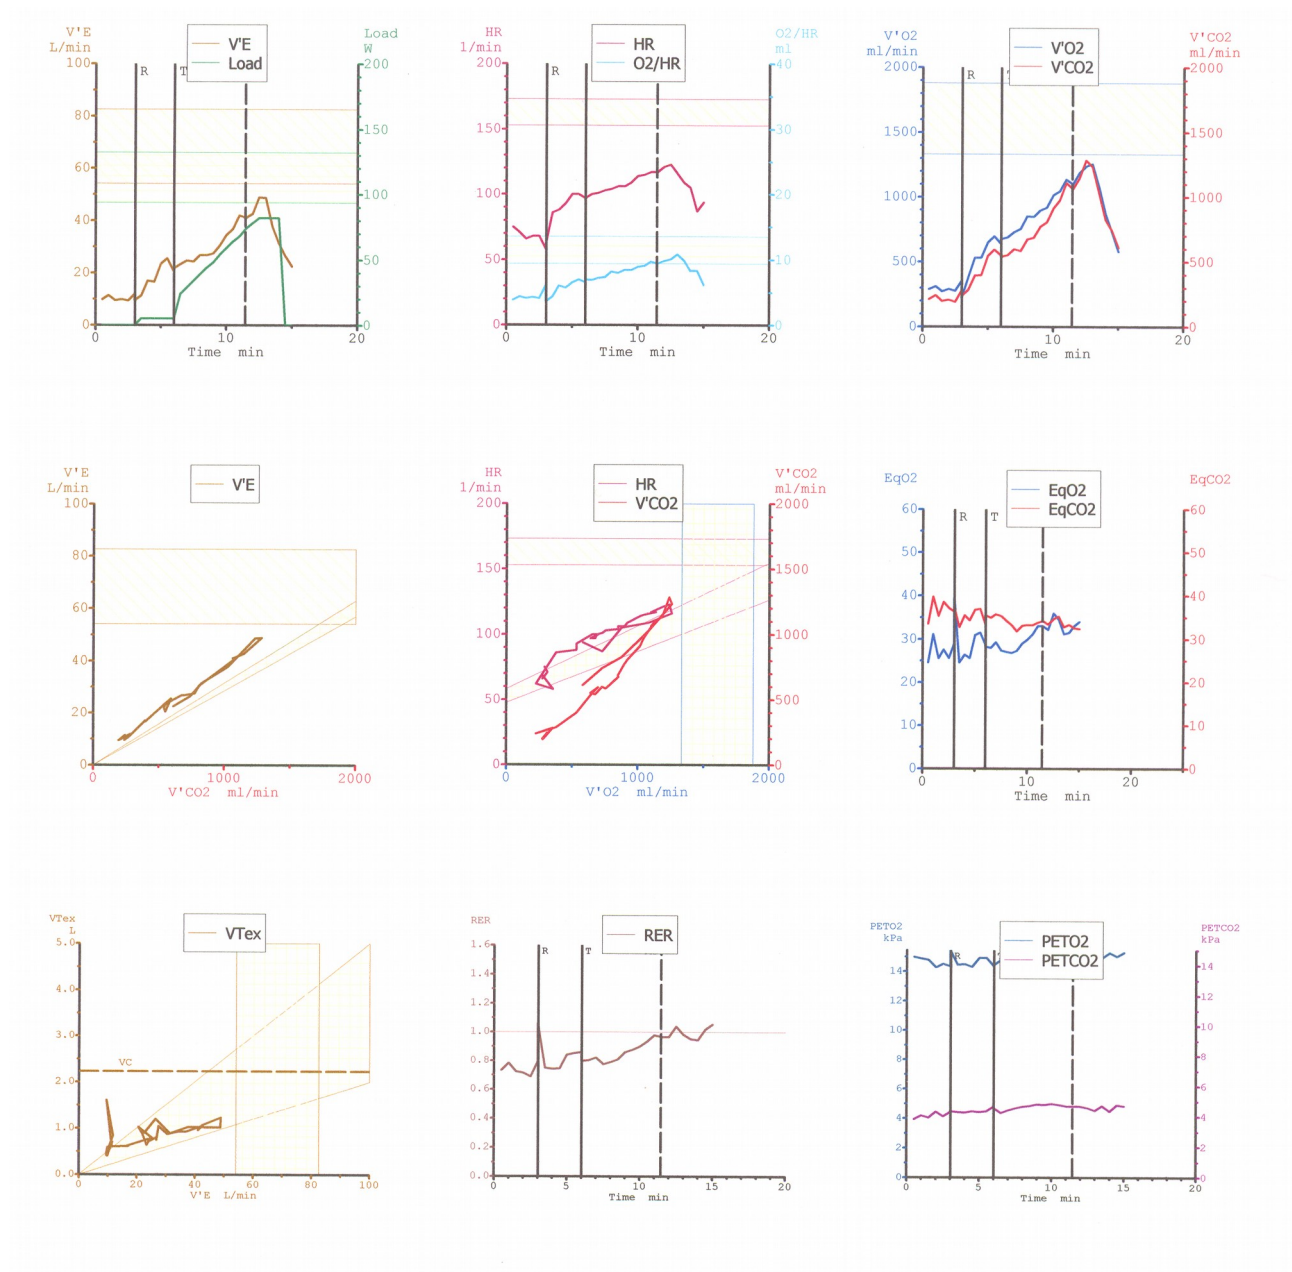 V'E
L/min
V'E
Load
Load
W
100
80
60
40
20
0
200
150
100
50
0
R
T
0
10
20
Time min
HR
1/min
HR
O2/HR
O2/HR
ml
200
150
100
50
0
40
30
20
10
0
R
0
10
20
Time min
V'O2
ml/min
V'O2
V'CO2
V'CO2
ml/min
2000
1500
1000
500
0
2000
1500
1000
500
0
R
0
10
20
Time min
V'E
L/min
V'E
100
80
60
40
20
0
0
1000
2000
V'CO2 ml/min
HR
1/min
HR
V'CO2
V'CO2
ml/min
200
150
100
50
0
2000
1500
1000
500
0
0
1000
2000
V'O2 ml/min
EqO2
EqO2
EqCO2
EqCO2
60
50
40
30
20
10
0
60
50
40
30
20
10
0
R
T
0
10
20
Time min
VTex
L
VTex
5.0
4.0
3.0
2.0
1.0
0.0
VC
0
20
40
60
80
100
V'E L/min
RER
RER
1.6
1.4
1.2
1.0
0.8
0.6
0.4
0.2
0.0
R
T
0
5
10
15
20
Time min
PETO2
kPa
PETO2
PETCO2
PETCO2
kPa
14
12
10
8
6
4
2
0
14
12
10
8
6
4
2
0
R
0
5
10
15
20
Time min